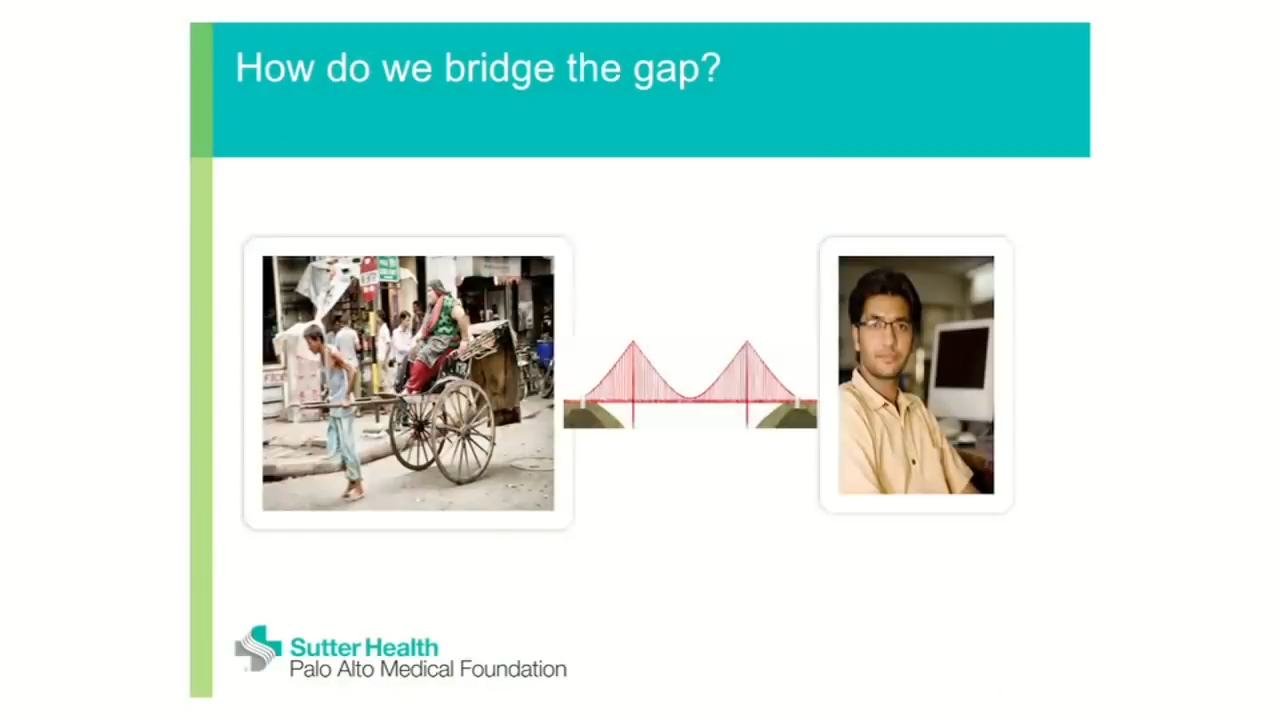 How do we bridge the gap?
Sutter Health
Palo Alto Medical Foundation